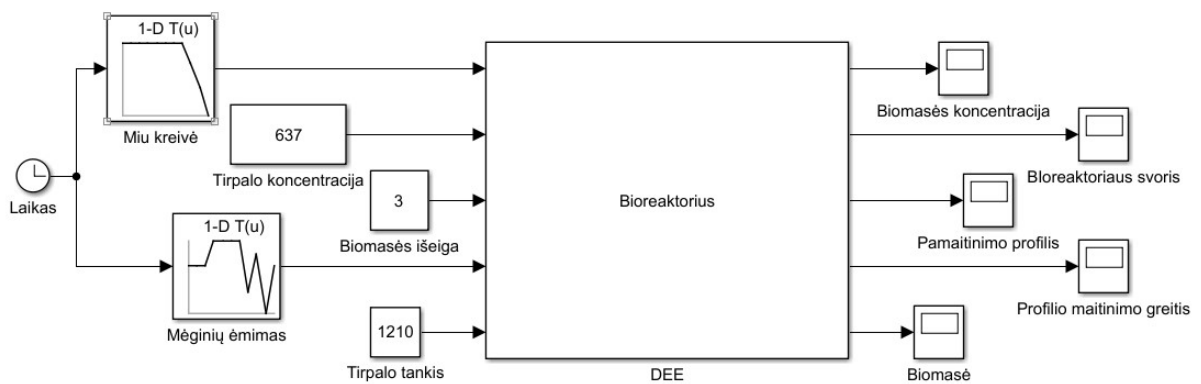 1-D T(u)
Miu kreivė
637
Tirpalo koncentracija
Laikas
3
Biomasės išeiga
1-D T(u)
Mėginių ėmimas
1210
Tirpalo tankis
Bioreaktorius
DEE
Biomasės koncentracija
BIoreaktoriaus svoris
Pamaitinimo profilis
Profilio maitinimo greitis
Biomasė